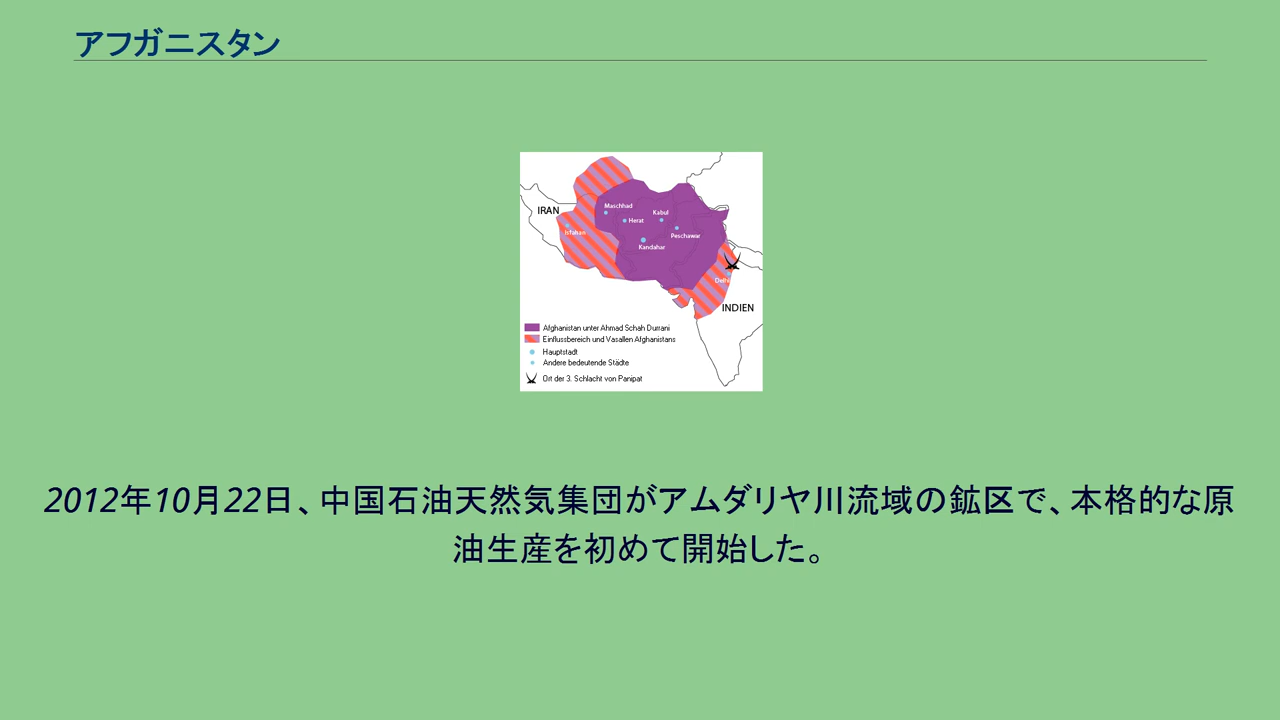 アフガニスタン
IRAN
Maschhad
Herat
Kabul
Isfahan
Peschawar
Kandahar
Delhi
INDIEN
Afghanistan unter Ahmad Schah Durrani
Einflussbereich und Vasallen Afghanistans
Hauptstadt
Andere bedeutende Städte
Ort der 3. Schlacht von Panipat
2012年10月22日、中国石油天然気集団がアムダリヤ川流域の鉱区で、本格的な原
油生産を初めて開始した。